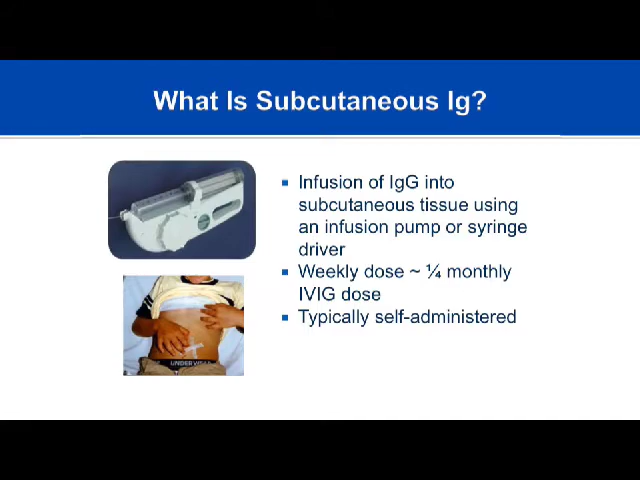 What Is Subcutaneous Ig?
▪ Infusion of IgG into
subcutaneous tissue using
an infusion pump or syringe
driver
▪ Weekly dose ~ ¼ monthly
IVIG dose
▪ Typically self-administered